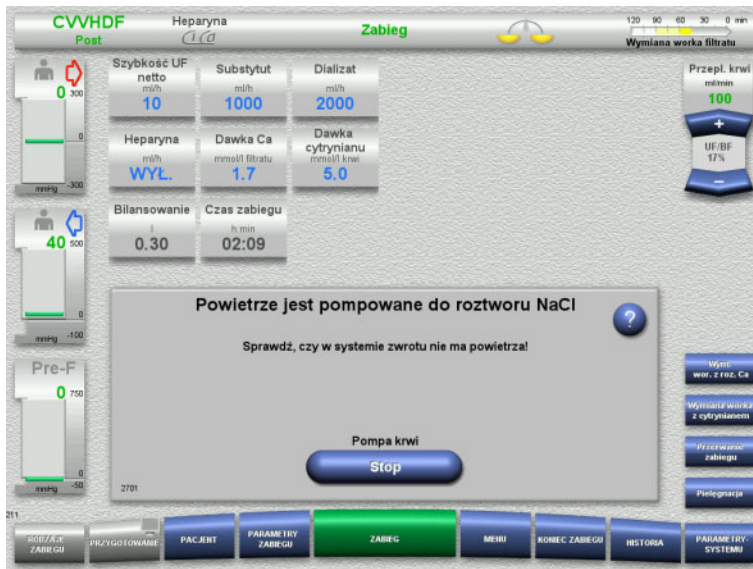 CVVHDF
Post
Heparyna
Ci Ca
Zabieg
120 90 60 30 0 min
Wymiana worka filtratu
0 300
0
mmHg -300
Szybkość UF netto
ml/h
10
Substytut
ml/h
1000
Dializat
ml/h
2000
Heparyna
ml/h
WYŁ.
Dawka Ca
mmol/l filtratu
1.7
Dawka cytrynianu
mmol/l krwi
5.0
Bilansowanie
l
0.30
Czas zabiegu
h:min
02:09
Przepł. krwi
ml/min
100
+
UF/BF
17%
−
40 500
0
mmHg -100
Pre-F
0 750
0
mmHg -50
Powietrze jest pompowane do roztworu NaCl
?
Sprawdź, czy w systemie zwrotu nie ma powietrza!
Pompa krwi
Stop
2701
Wym.
wor. z roz. Ca
Wymiana worka
z cytrynianem
Przerwanie
zabiegu
Pielęgnacja
211
RODZAJE
ZABIEGU
PRZYGOTOWANIE
PACJENT
PARAMETRY
ZABIEGU
ZABIEG
MENU
KONIEC ZABIEGU
HISTORIA
PARAMETRY-
SYSTEMU